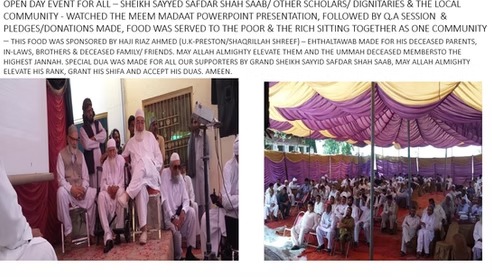 OPEN DAY EVENT FOR ALL – SHEIKH SAYYED SAFDAR SHAH SAAB/ OTHER SCHOLARS/ DIGNITARIES & THE LOCAL
COMMUNITY - WATCHED THE MEEM MADAAT POWERPOINT PRESENTATION, FOLLOWED BY Q.A SESSION &
PLEDGES/DONATIONS MADE, FOOD WAS SERVED TO THE POOR & THE RICH SITTING TOGETHER AS ONE COMMUNITY
– THIS FOOD WAS SPONSORED BY HAJI RIAZ AHMED (U.K-PRESTON/SHAQRIILLAH SHREEF) – EHTHALTAWAB MADE FOR HIS DECEASED PARENTS,
IN-LAWS, BROTHERS & DECEASED FAMILY/ FRIENDS. MAY ALLAH ALMIGHTY ELEVATE THEM AND THE UMMAH DECEASED MEMBERSTO THE
HIGHEST JANNAH. SPECIAL DUA WAS MADE FOR ALL OUR SUPPORTERS BY GRAND SHEIKH SAYYID SAFDAR SHAH SAAB, MAY ALLAH ALMIGHTY
ELEVATE HIS RANK, GRANT HIS SHIFA AND ACCEPT HIS DUAS. AMEEN.